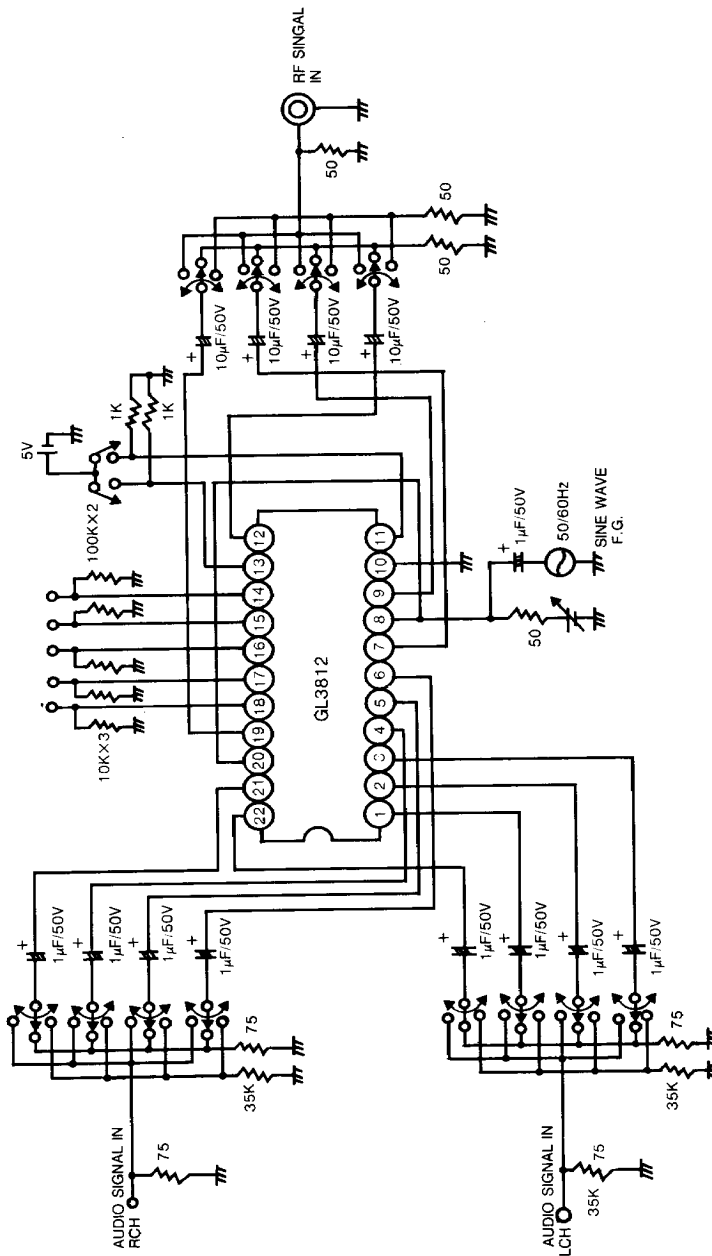 5V
1K
1K
100K×2
10K×3
RF SINGAL
IN
50
50
50
10μF/50V
10μF/50V
10μF/50V
10μF/50V
+
+
+
+
22
21
20
19
18
17
16
15
14
13
12
GL3812
1
2
3
4
5
6
7
8
9
10
11
+
1μF/50V
50/60Hz
SINE WAVE
F.G.
50
+
+
+
+
1μF/50V
1μF/50V
1μF/50V
1μF/50V
75
35K
AUDIO SIGNAL IN
RCH
75
+
+
+
+
1μF/50V
1μF/50V
1μF/50V
1μF/50V
75
35K
AUDIO SIGNAL IN
LCH
75
35K